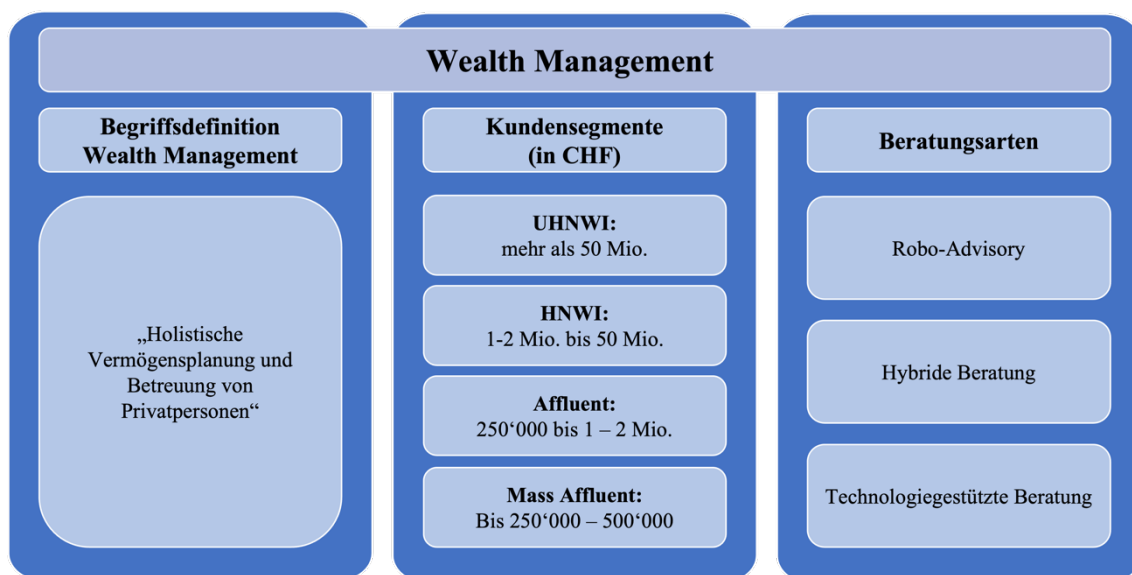 Wealth Management
Begriffsdefinition
Wealth Management
„Holistische
Vermögensplanung und
Betreuung von
Privatpersonen“
Kundensegmente
(in CHF)
UHNWI:
mehr als 50 Mio.
HNWI:
1-2 Mio. bis 50 Mio.
Affluent:
250‘000 bis 1 – 2 Mio.
Mass Affluent:
Bis 250‘000 – 500‘000
Beratungsarten
Robo-Advisory
Hybride Beratung
Technologiegestützte Beratung